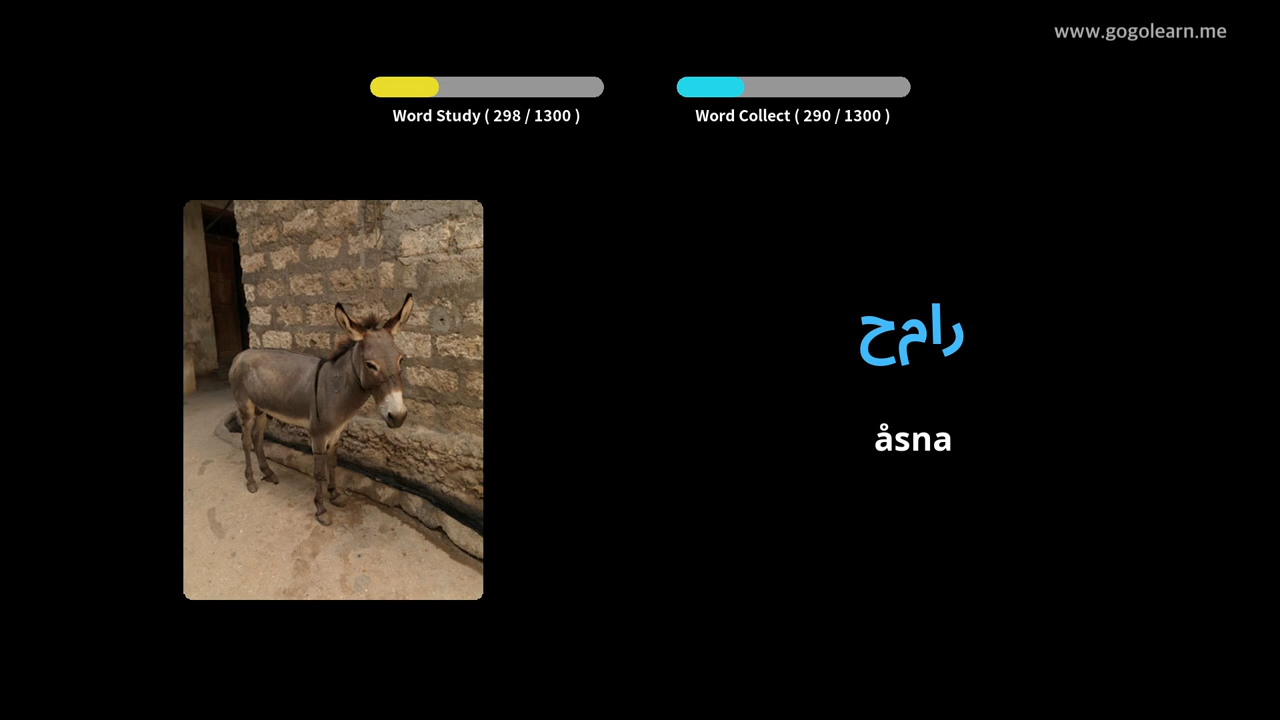 www.gogolearn.me
Word Study ( 298 / 1300 )
Word Collect ( 290 / 1300 )
رامح
åsna